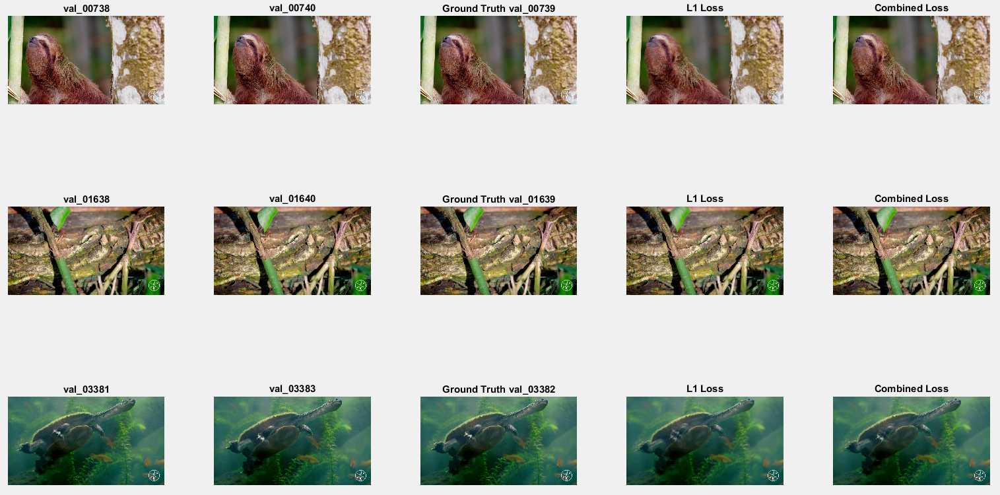 val_00738 val_00740 Ground Truth val_00739 L1 Loss Combined Loss
val_01638 val_01640 Ground Truth val_01639 L1 Loss Combined Loss
val_03381 val_03383 Ground Truth val_03382 L1 Loss Combined Loss